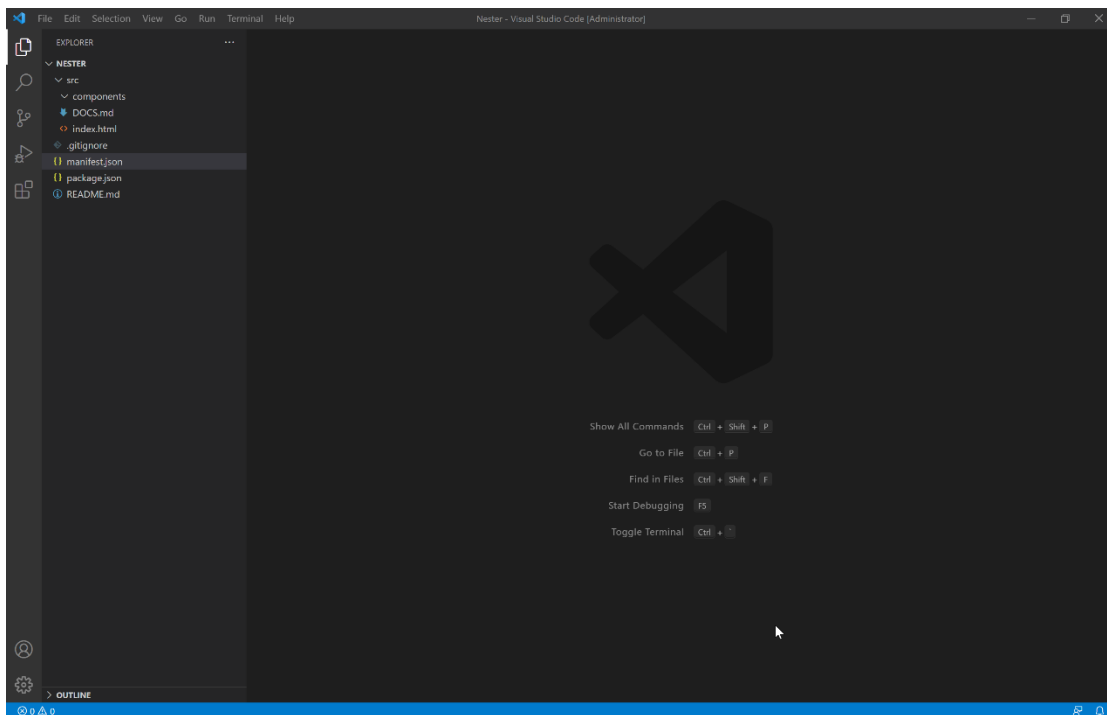 File Edit Selection View Go Run Terminal Help
Nester - Visual Studio Code [Administrator]
EXPLORER
NESTER
src
components
DOCS.md
index.html
.gitignore
manifest.json
package.json
README.md
Show All Commands Ctrl + Shift + P
Go to File Ctrl + P
Find in Files Ctrl + Shift + F
Start Debugging F5
Toggle Terminal Ctrl + `
OUTLINE
0 0